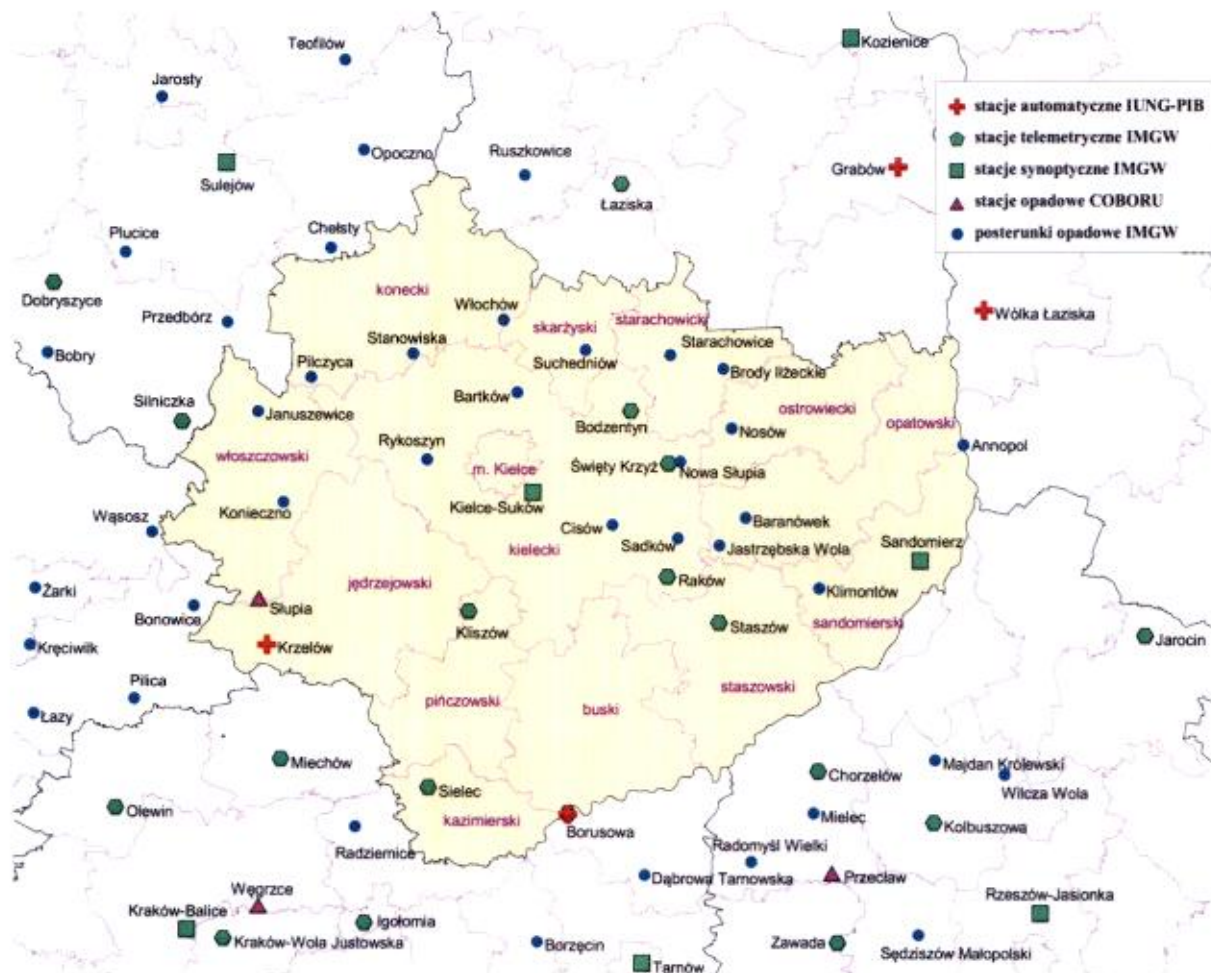 Teofilów
Kozienice
Jarosty
stacje automatyczne IUNG-PIB
stacje telemetryczne IMGW
stacje synoptyczne IMGW
stacje opadowe COBORU
posterunki opadowe IMGW
Opoczno
Ruszkowice
Grabów
Sulejów
Łaziska
Chełsty
Plucice
konecki
Dobryszyce
Włochów
skarżyski
starachowicki
Wólka Łaziska
Przedbórz
Stanowiska
Starachowice
Bobry
Suchedniów
Brody Iłżeckie
Pilczyca
Silniczka
Januszewice
Bartków
Bodzentyn
ostrowiecki
opatowski
Nosów
Annopol
Rykoszyn
włoszczowski
m. Kielce
Święty Krzyż
Nowa Słupia
Konieczno
Kielce-Suków
Wąsosz
Cisów
Baranówek
kielecki
Sadków
Jastrzębska Wola
Sandomierz
jędrzejowski
Żarki
Raków
Klimontów
Słupia
Bonowice
Kliszów
Staszów
sandomierski
Kręciwilk
Krzelów
Jarocin
Pilica
pińczowski
buski
staszowski
Łazy
Miechów
Chorzelów
Majdan Królewski
Wilcza Wola
Olewin
Sielec
kazimierski
Borusowa
Mielec
Kolbuszowa
Radziemice
Radomyśl Wielki
Dąbrowa Tarnowska
Przecław
Węgrzce
Rzeszów-Jasionka
Kraków-Balice
Igołomia
Kraków-Wola Justowska
Borzęcin
Zawada
Sędziszów Małopolski
Tarnów